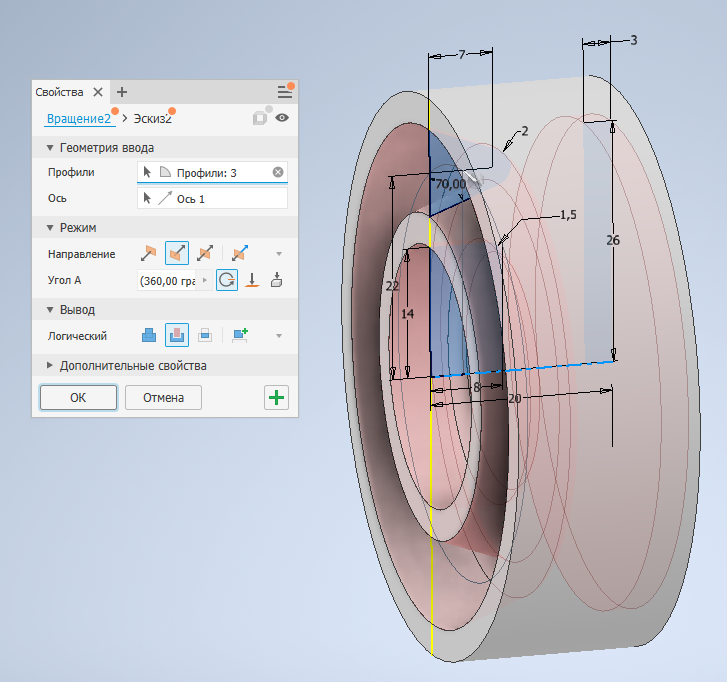 Свойства
Вращение2 > Эскиз2
Геометрия ввода
Профили Профили: 3
Ось Ось 1
Режим
Направление
Угол A (360,00 гра
Вывод
Логический
Дополнительные свойства
OK Отмена
3
7
2
70,00
1,5
26
22
14
8
20